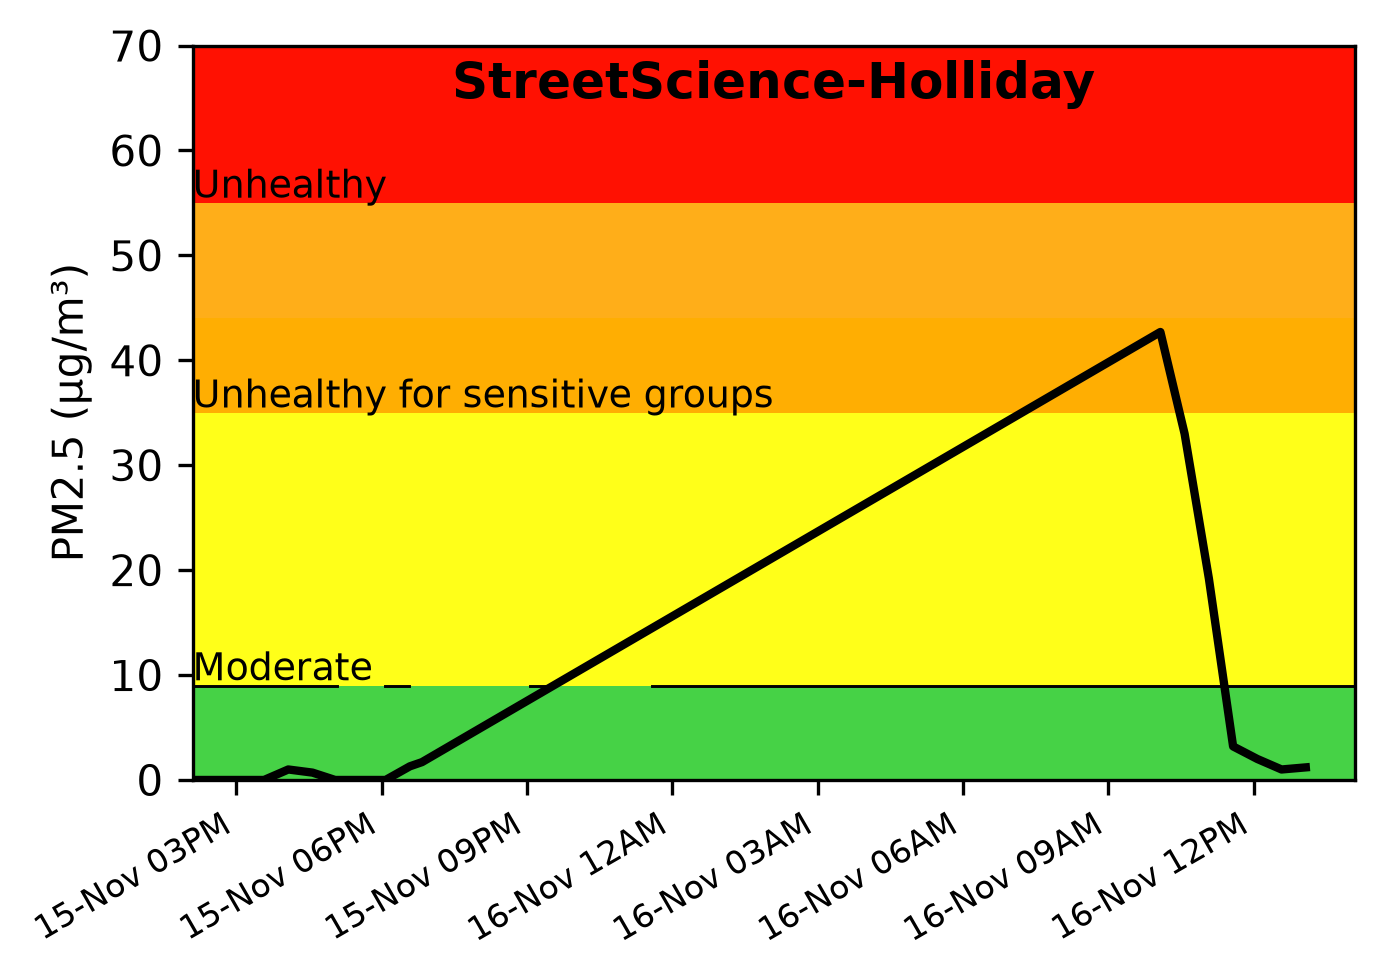 StreetScience-Holliday
70
60
Unhealthy
50
40
Unhealthy for sensitive groups
30
20
10
Moderate
0
PM2.5 (µg/m³)
15-Nov 03PM
15-Nov 06PM
15-Nov 09PM
16-Nov 12AM
16-Nov 03AM
16-Nov 06AM
16-Nov 09AM
16-Nov 12PM